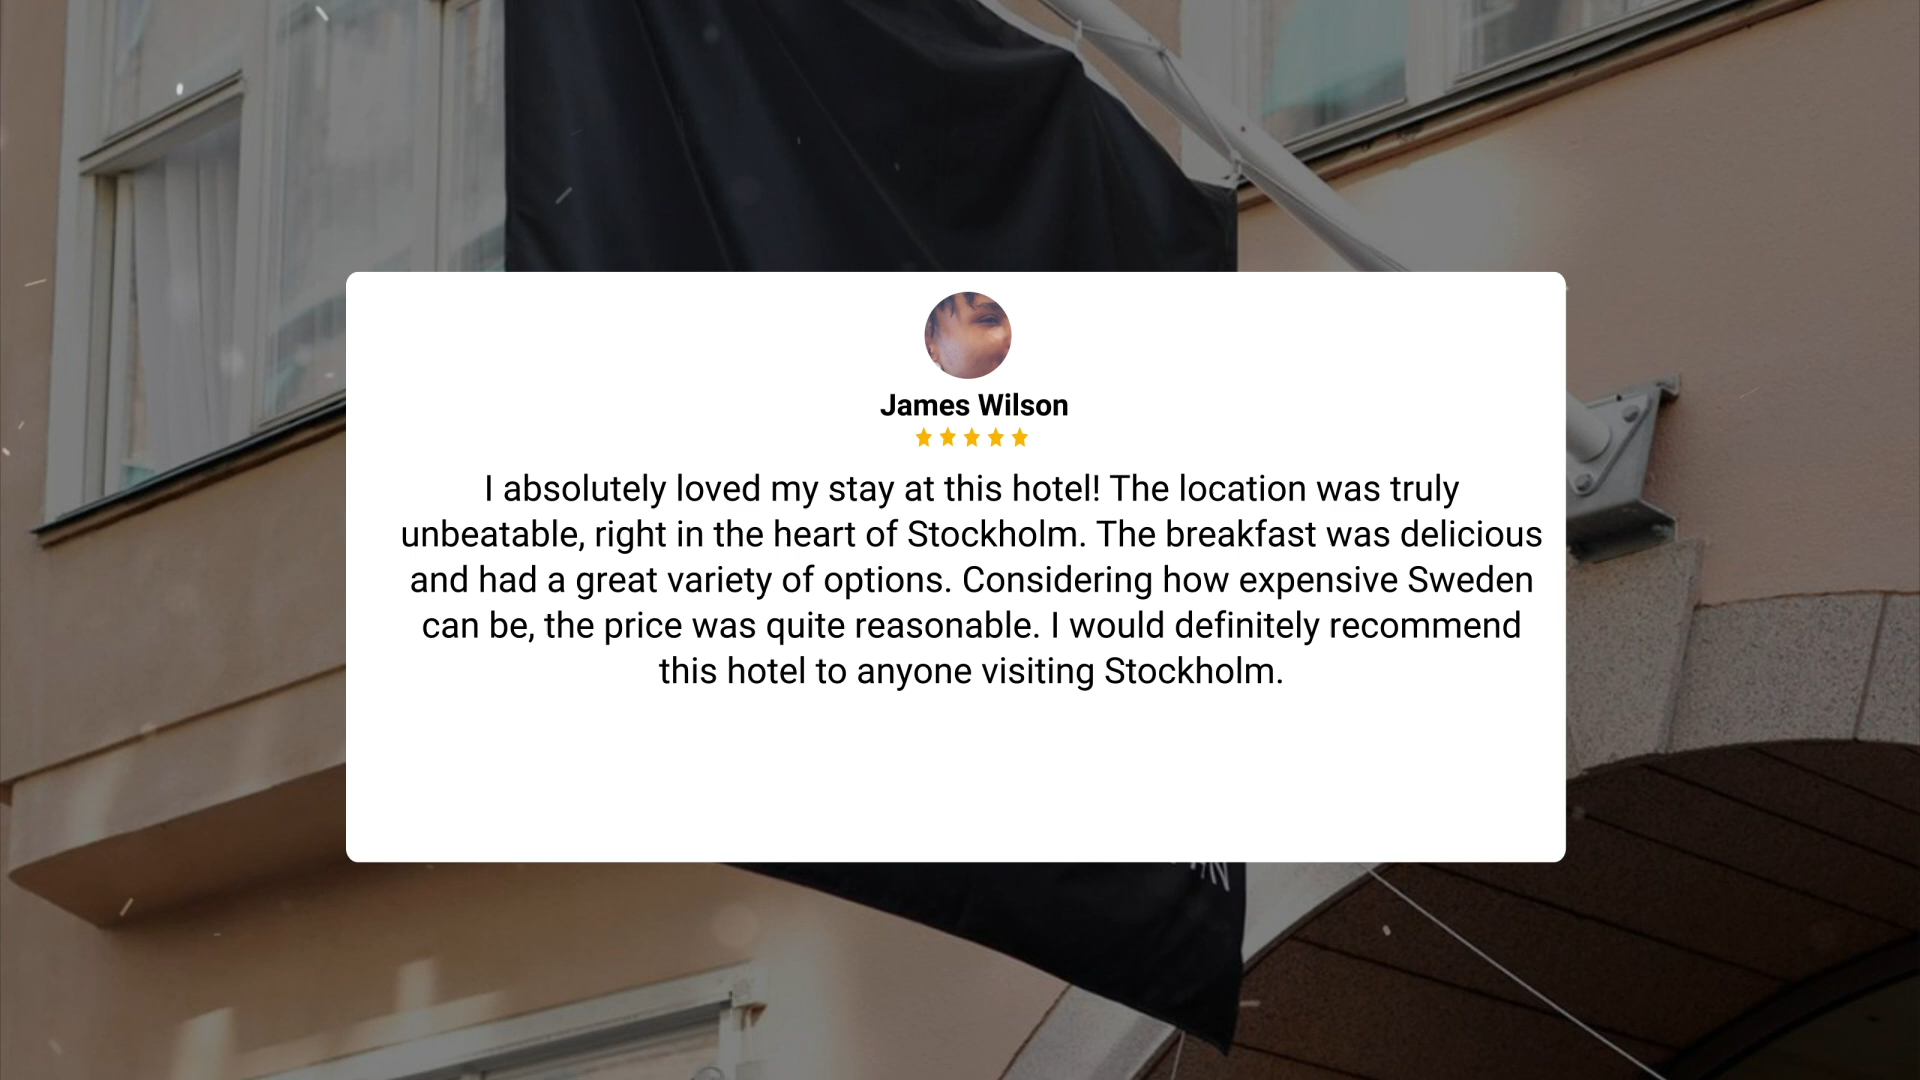 James Wilson
I absolutely loved my stay at this hotel! The location was truly
unbeatable, right in the heart of Stockholm. The breakfast was delicious
and had a great variety of options. Considering how expensive Sweden
can be, the price was quite reasonable. I would definitely recommend
this hotel to anyone visiting Stockholm.